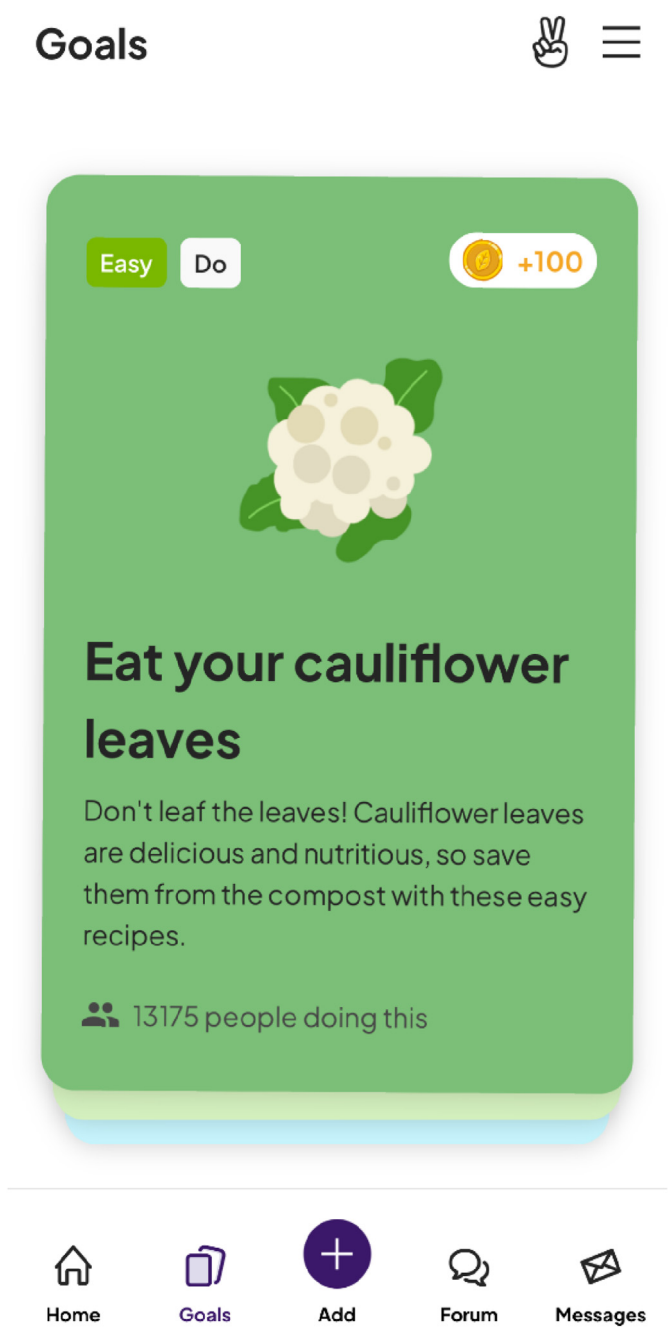 Goals
Easy
Do
+100
Eat your cauliflower
leaves
Don't leaf the leaves! Cauliflower leaves
are delicious and nutritious, so save
them from the compost with these easy
recipes.
13175 people doing this
Home
Goals
Add
Forum
Messages